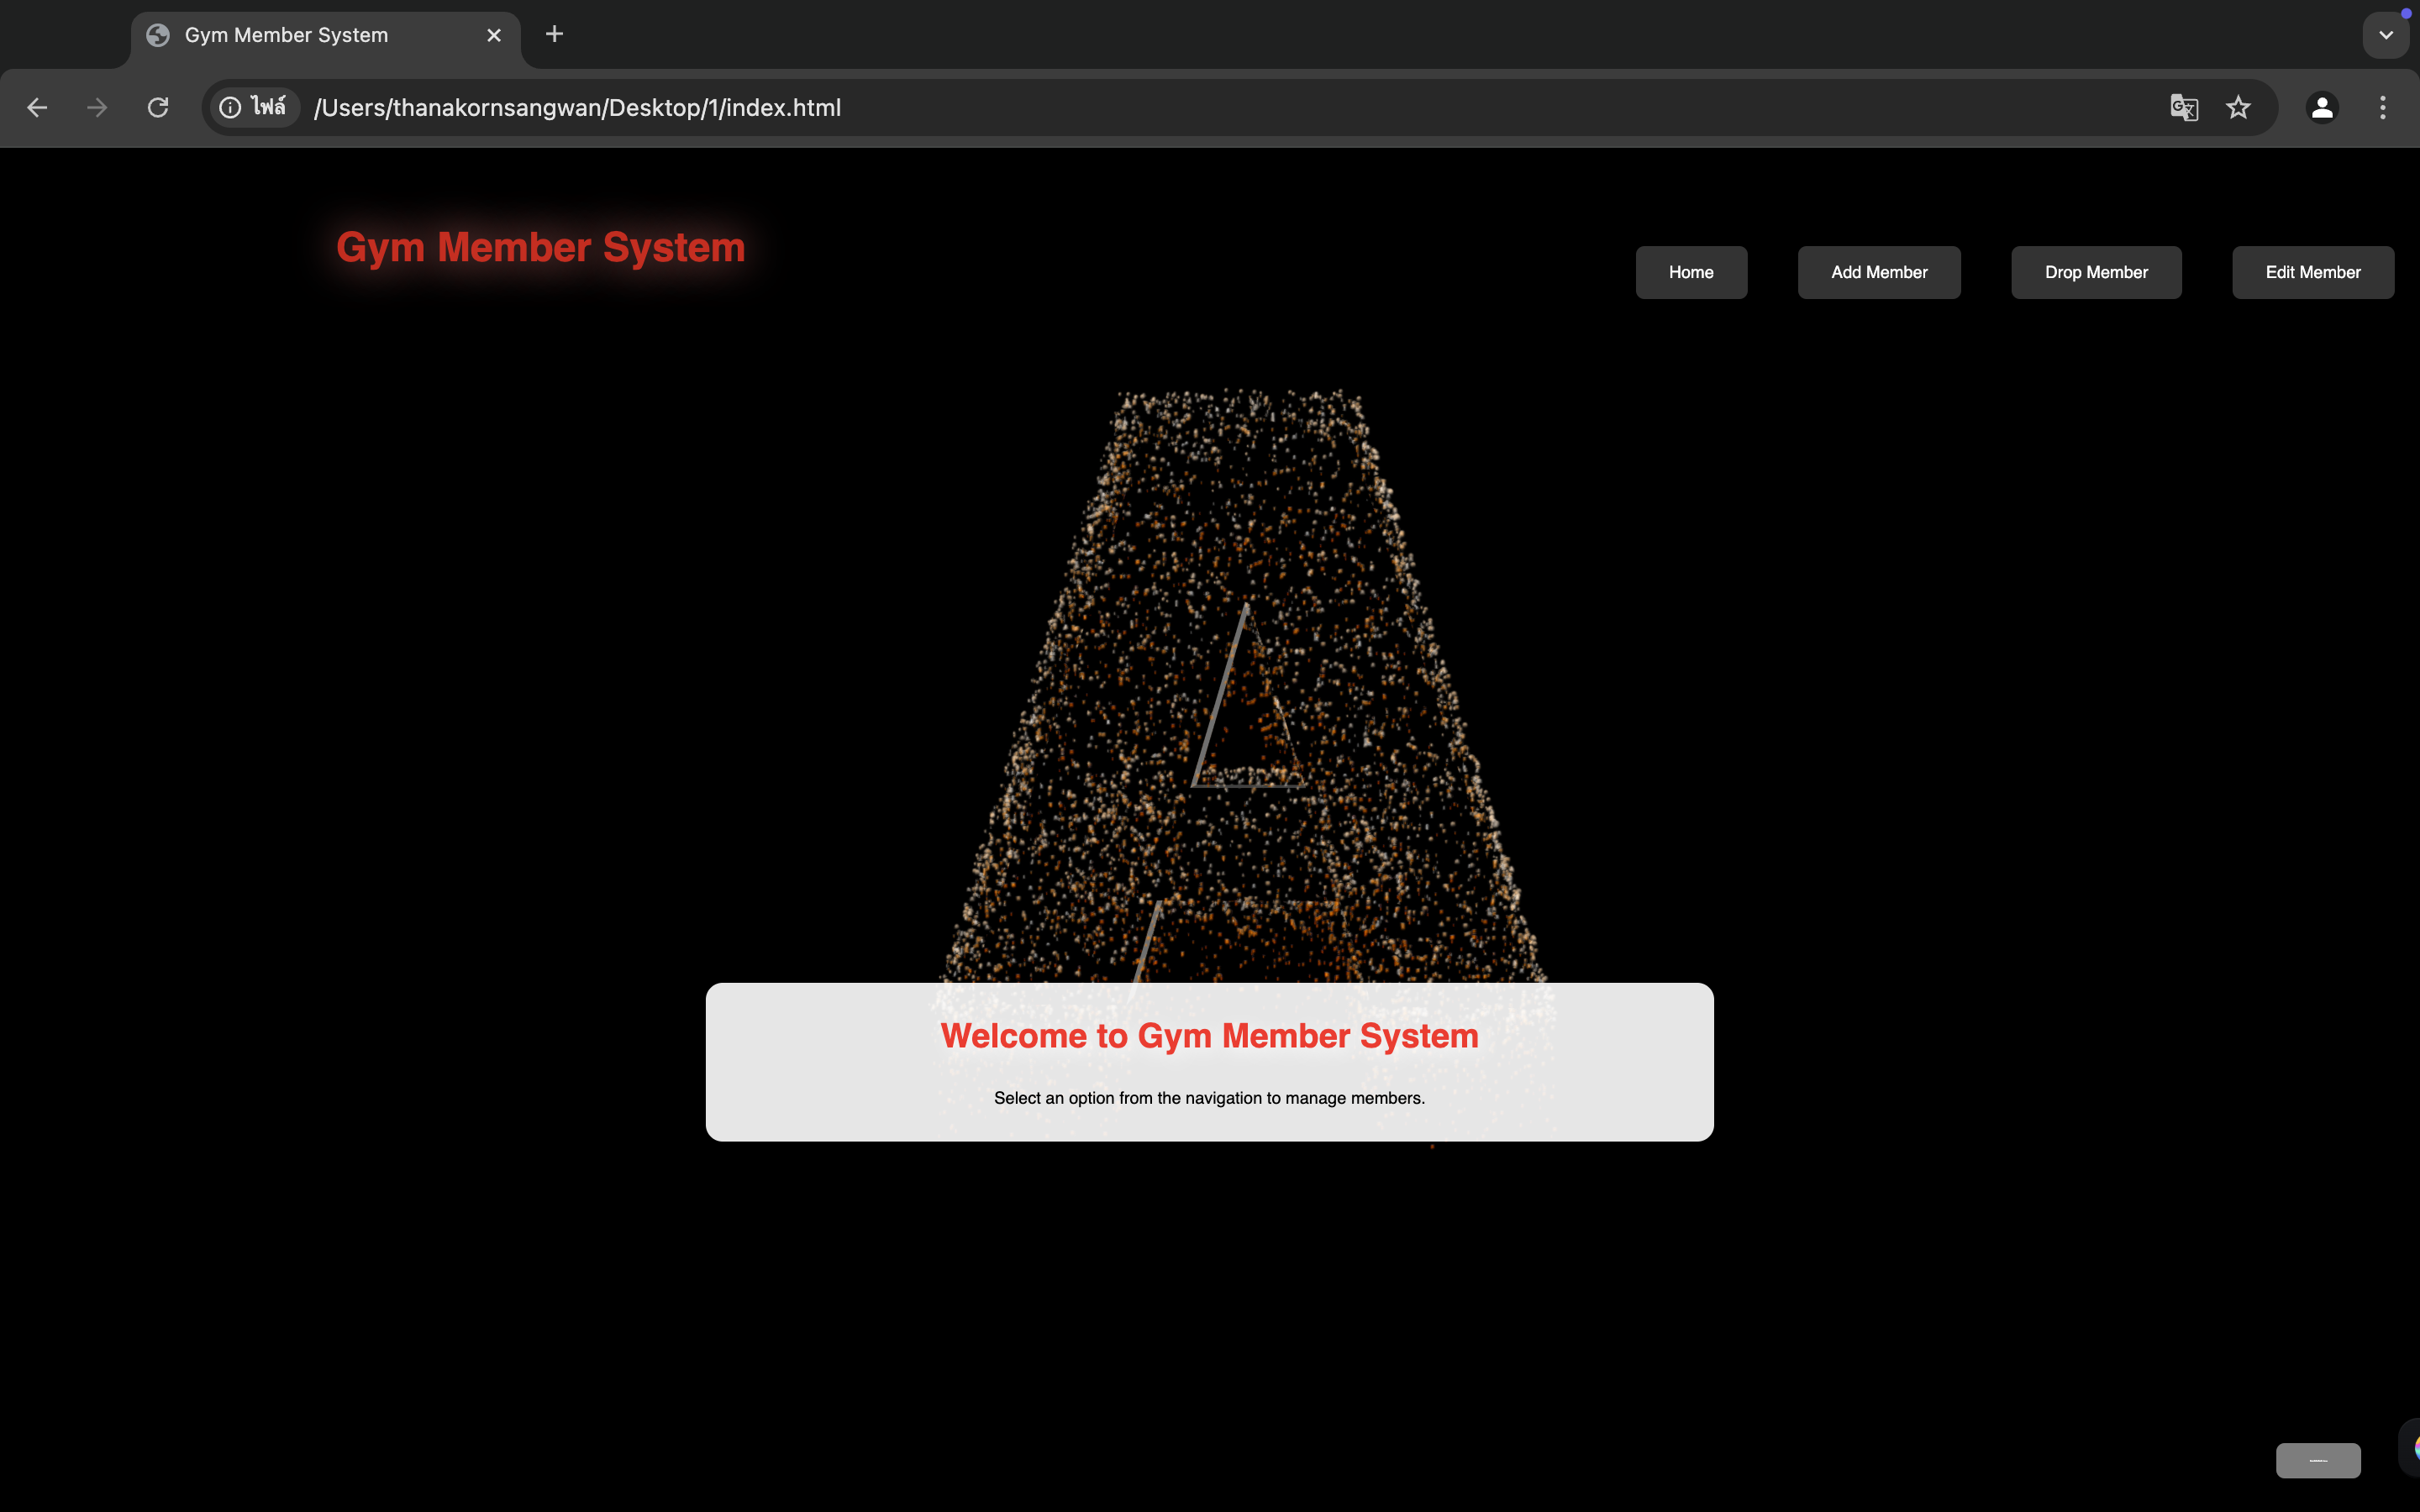 Gym Member System
ไฟล์ /Users/thanakornsangwan/Desktop/1/index.html
Gym Member System
Home
Add Member
Drop Member
Edit Member
Welcome to Gym Member System
Select an option from the navigation to manage members.